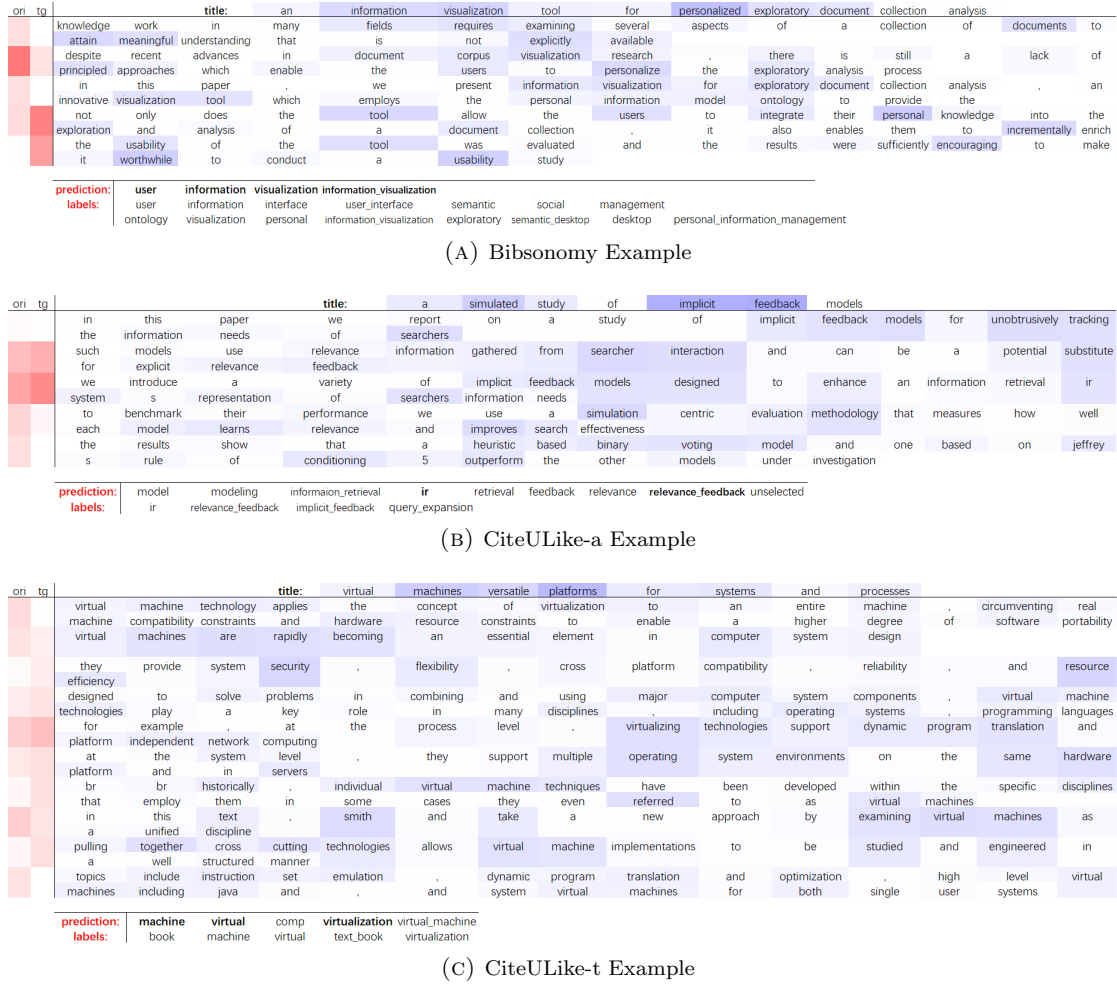 ori tg title: an information visualization tool for personalized exploratory document collection analysis
knowledge work in many fields requires examining several aspects of a collection of documents to
attain meaningful understanding that is not explicitly available
despite recent advances in document corpus visualization research , there is still a lack of
principled approaches which enable the users to personalize the exploratory analysis process
in this paper , we present information visualization for exploratory document collection analysis , an
innovative visualization tool which employs the personal information model ontology to provide the
not only does the tool allow the users to integrate their personal knowledge into the
exploration and analysis of a document collection , it also enables them to incrementally enrich
the usability of the tool was evaluated and the results were sufficiently encouraging to make
it worthwhile to conduct a usability study
prediction: user information visualization information_visualization
labels: user information interface user_interface semantic social management
ontology visualization personal information_visualization exploratory semantic_desktop desktop personal_information_management
(A) Bibsonomy Example
ori tg title: a simulated study of implicit feedback models
in this paper we report on a study of implicit feedback models for unobtrusively tracking
the information needs of searchers
such models use relevance information gathered from searcher interaction and can be a potential substitute
for explicit relevance feedback
we introduce a variety of implicit feedback models designed to enhance an information retrieval ir
system s representation of searchers information needs
to benchmark their performance we use a simulation centric evaluation methodology that measures how well
each model learns relevance and improves search effectiveness
the results show that a heuristic based binary voting model and one based on jeffrey
s rule of conditioning 5 outperform the other models under investigation
prediction: model modeling informaion_retrieval ir retrieval feedback relevance relevance_feedback unselected
labels: ir relevance_feedback implicit_feedback query_expansion
(B) CiteULike-a Example
ori tg title: virtual machines versatile platforms for systems and processes
virtual machine technology applies the concept of virtualization to an entire machine , circumventing real
machine compatibility constraints and hardware resource constraints to enable a higher degree of software portability
virtual machines are rapidly becoming an essential element in computer system design
they provide system security , flexibility , cross platform compatibility , reliability , and resource
efficiency
designed to solve problems in combining and using major computer system components , virtual machine
technologies play a key role in many disciplines , including operating systems , programming languages
for example , at the process level , virtualizing technologies support dynamic program translation and
platform independent network computing
at the system level , they support multiple operating system environments on the same hardware
platform and in servers
br br historically , individual virtual machine techniques have been developed within the specific disciplines
that employ them in some cases they even referred to as virtual machines
in this text , smith and take a new approach by examining virtual machines as
a unified discipline
pulling together cross cutting technologies allows virtual machine implementations to be studied and engineered in
a well structured manner
topics include instruction set emulation , dynamic program translation and optimization , high level virtual
machines including java and , and system virtual machines for both single user systems
prediction: machine virtual comp virtualization virtual_machine
labels: book machine virtual text_book virtualization
(C) CiteULike-t Example